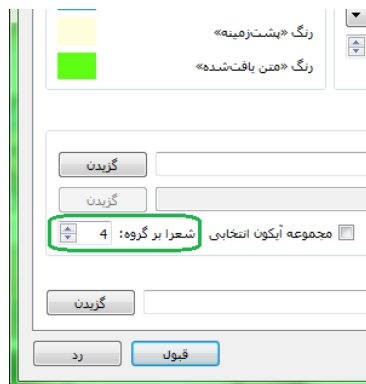 رنگ «پشت‌زمینه»
رنگ «متن یافت‌شده»
گزیدن
گزیدن
مجموعه آیکون انتخابی شعرا بر گروه: 4
گزیدن
قبول رد